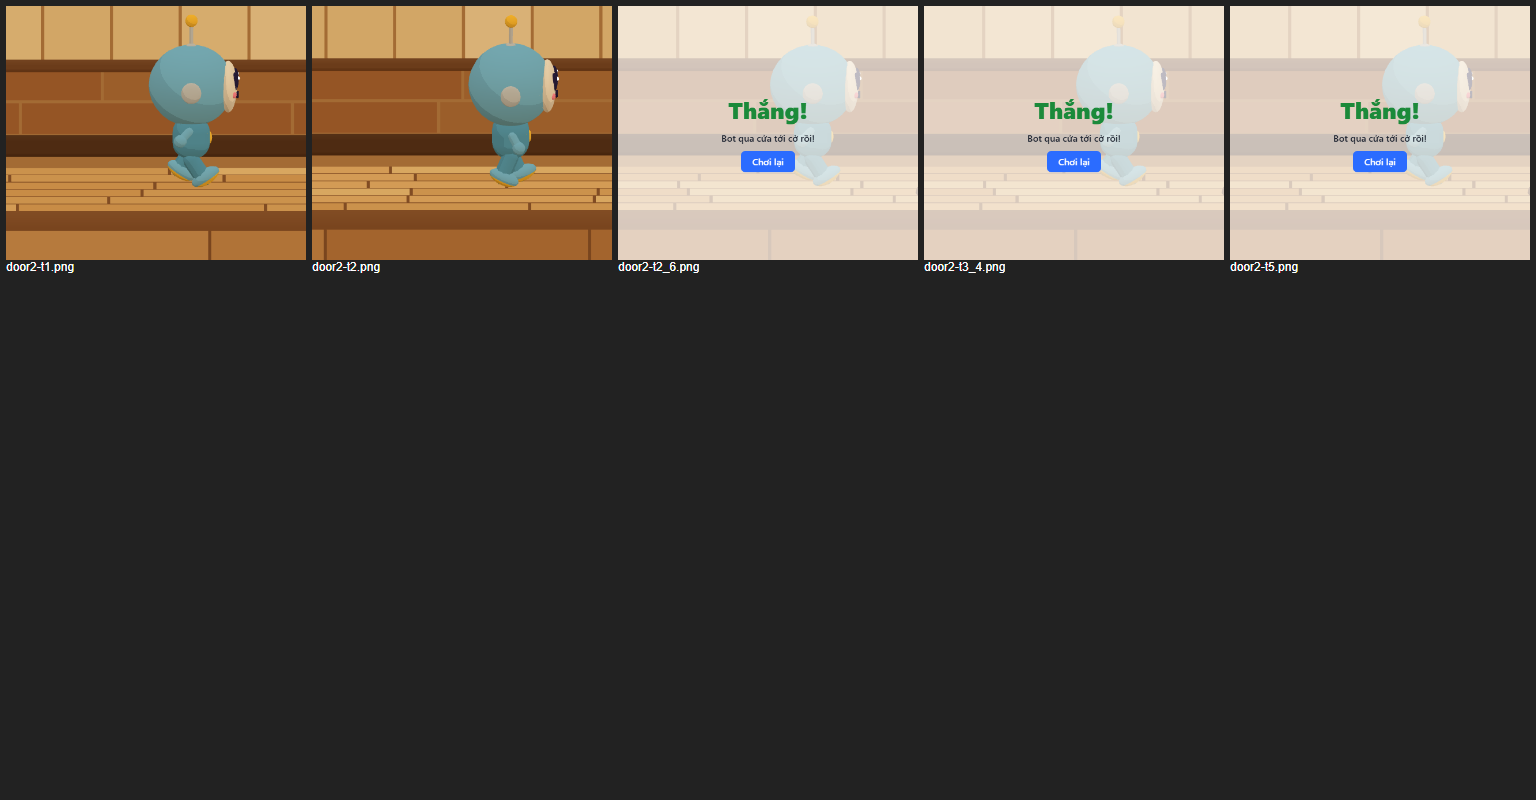 Thắng!
Bot qua cửa tới cờ rồi!
Chơi lại
Thắng!
Bot qua cửa tới cờ rồi!
Chơi lại
Thắng!
Bot qua cửa tới cờ rồi!
Chơi lại
door2-t1.png
door2-t2.png
door2-t2_6.png
door2-t3_4.png
door2-t5.png